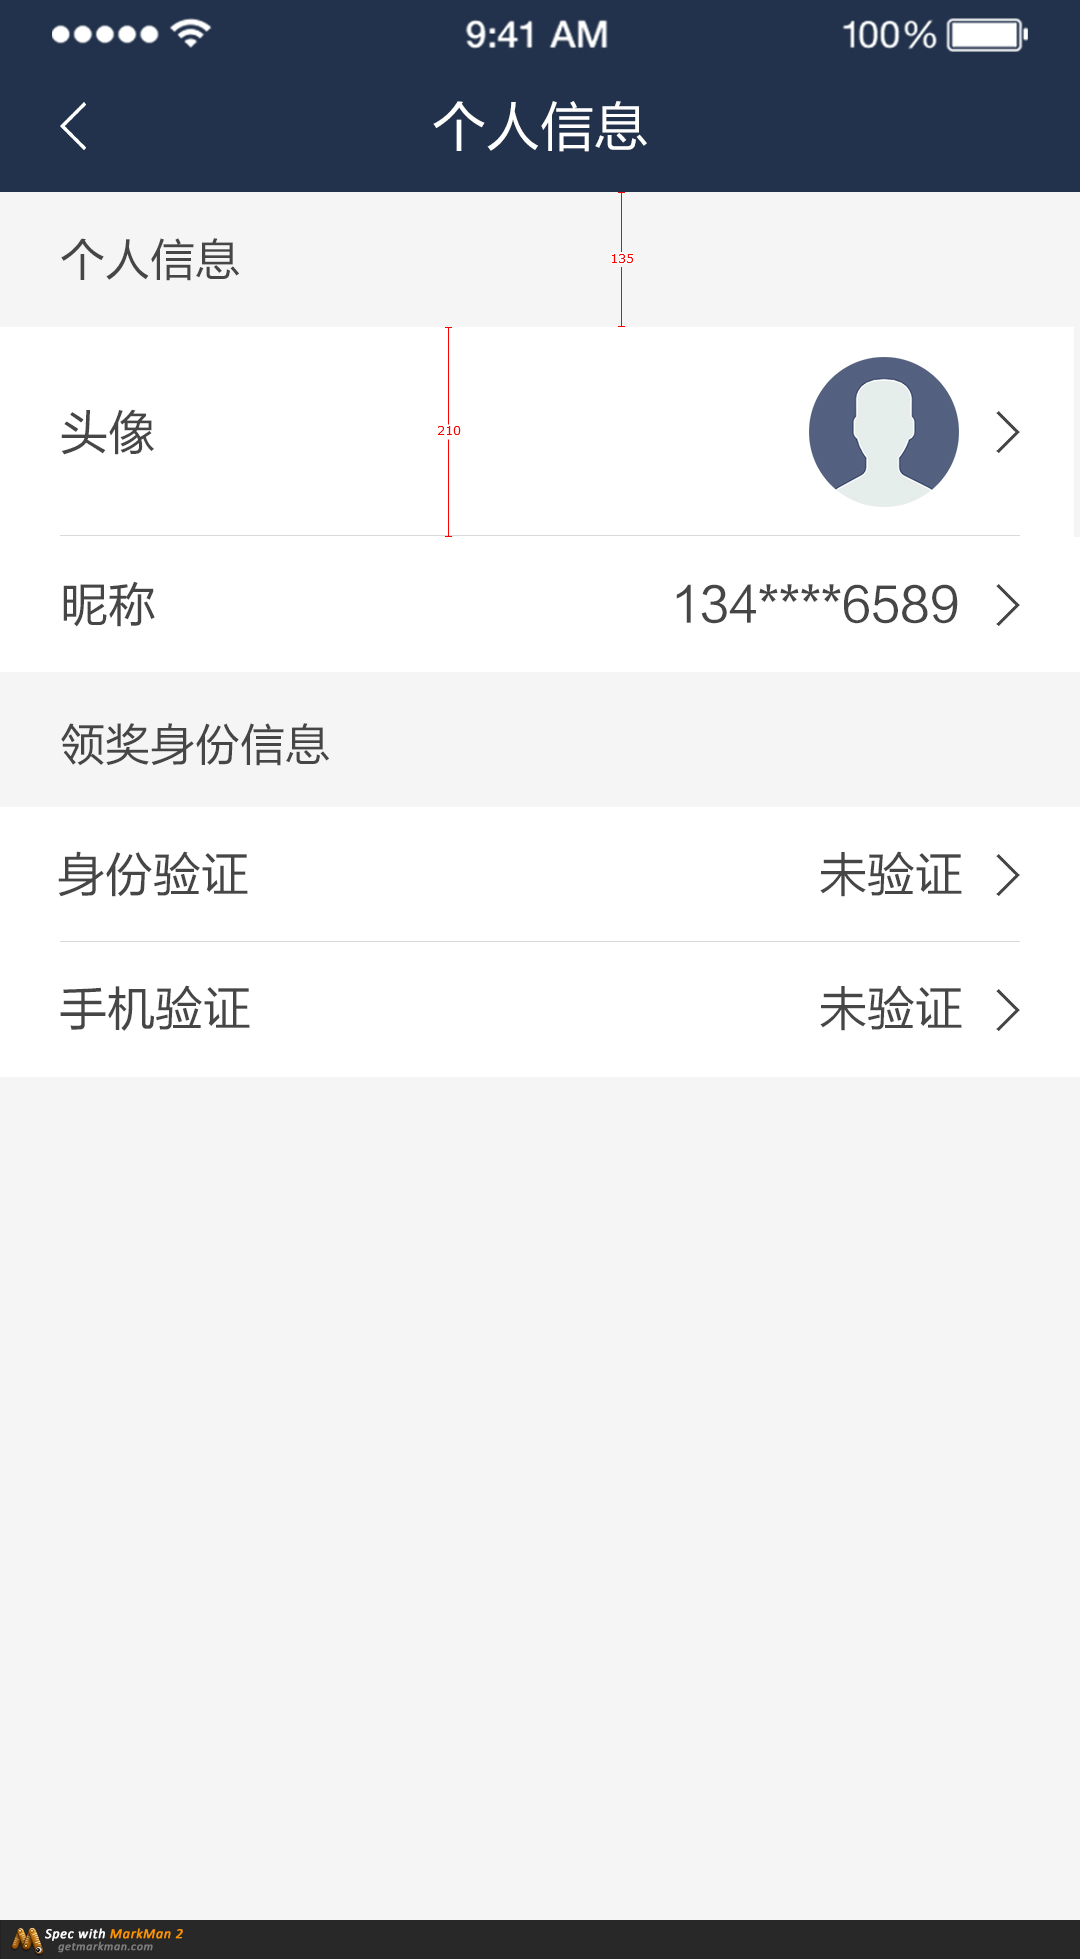 9:41 AM 100%
个人信息
个人信息
135
头像
210
昵称 134****6589
领奖身份信息
身份验证 未验证
手机验证 未验证
Spec with MarkMan 2
getmarkman.com